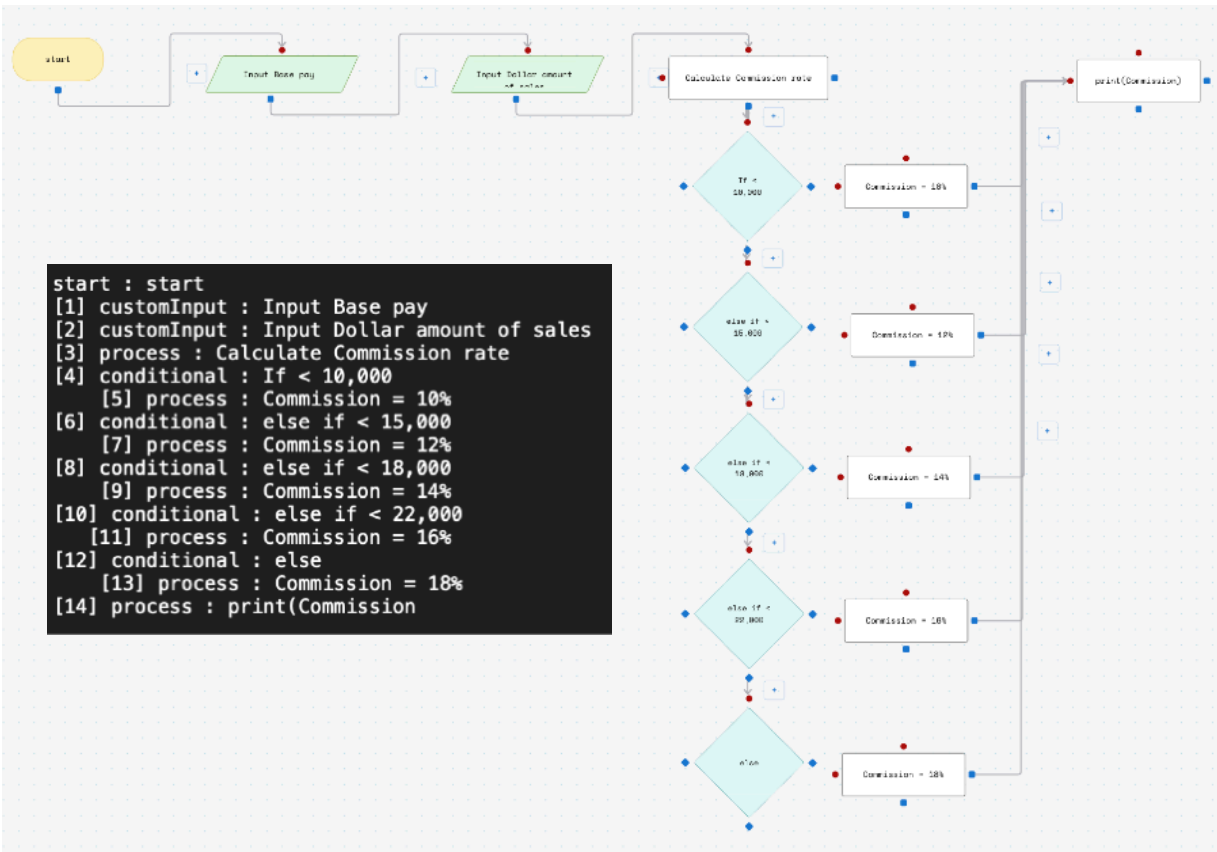 start
Input Base pay
Input Dollar amount
of sales
Calculate Commission rate
print(Commission)
If <
10,000
Commission = 10%
else if <
15,000
Commission = 12%
else if <
18,000
Commission = 14%
else if <
22,000
Commission = 16%
else
Commission = 18%
start : start
[1] customInput : Input Base pay
[2] customInput : Input Dollar amount of sales
[3] process : Calculate Commission rate
[4] conditional : If < 10,000
[5] process : Commission = 10%
[6] conditional : else if < 15,000
[7] process : Commission = 12%
[8] conditional : else if < 18,000
[9] process : Commission = 14%
[10] conditional : else if < 22,000
[11] process : Commission = 16%
[12] conditional : else
[13] process : Commission = 18%
[14] process : print(Commission